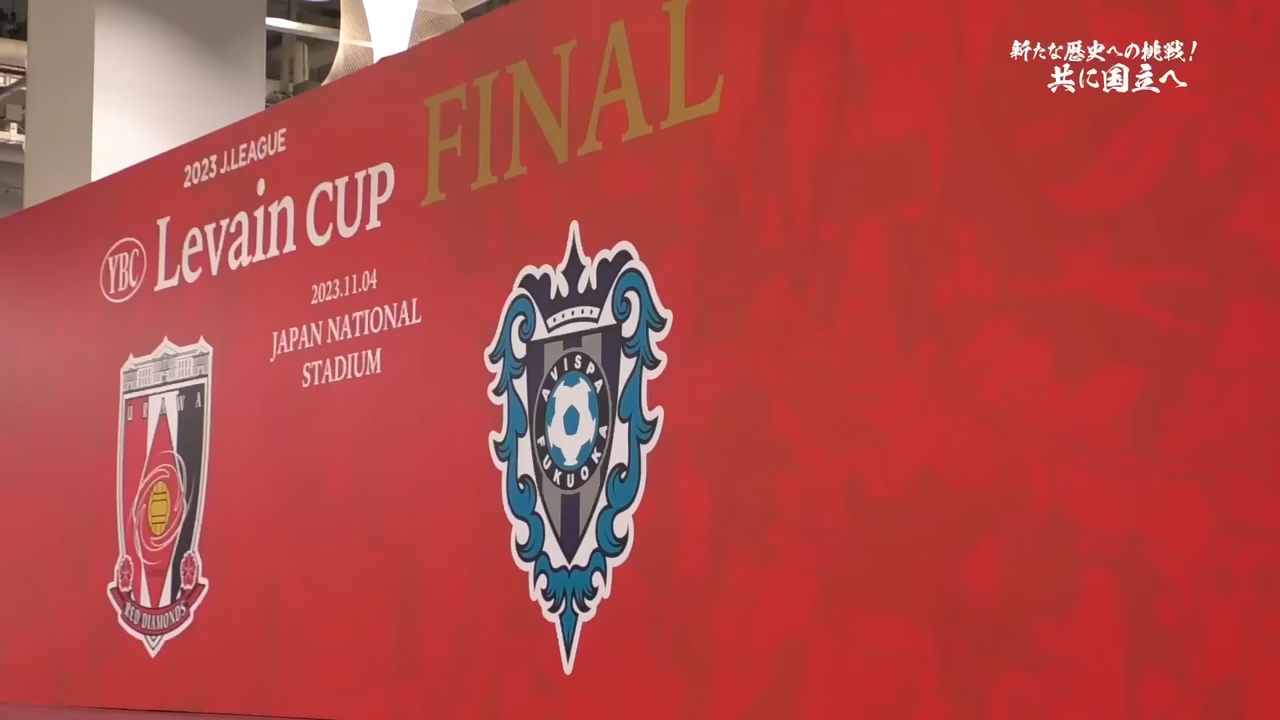 新たな歴史への挑戦!
共に国立へ
FINAL
2023 J.LEAGUE
YBC Levain CUP
2023.11.04
JAPAN NATIONAL
STADIUM
URAWA
RED DIAMONDS
AVISPA
FUKUOKA